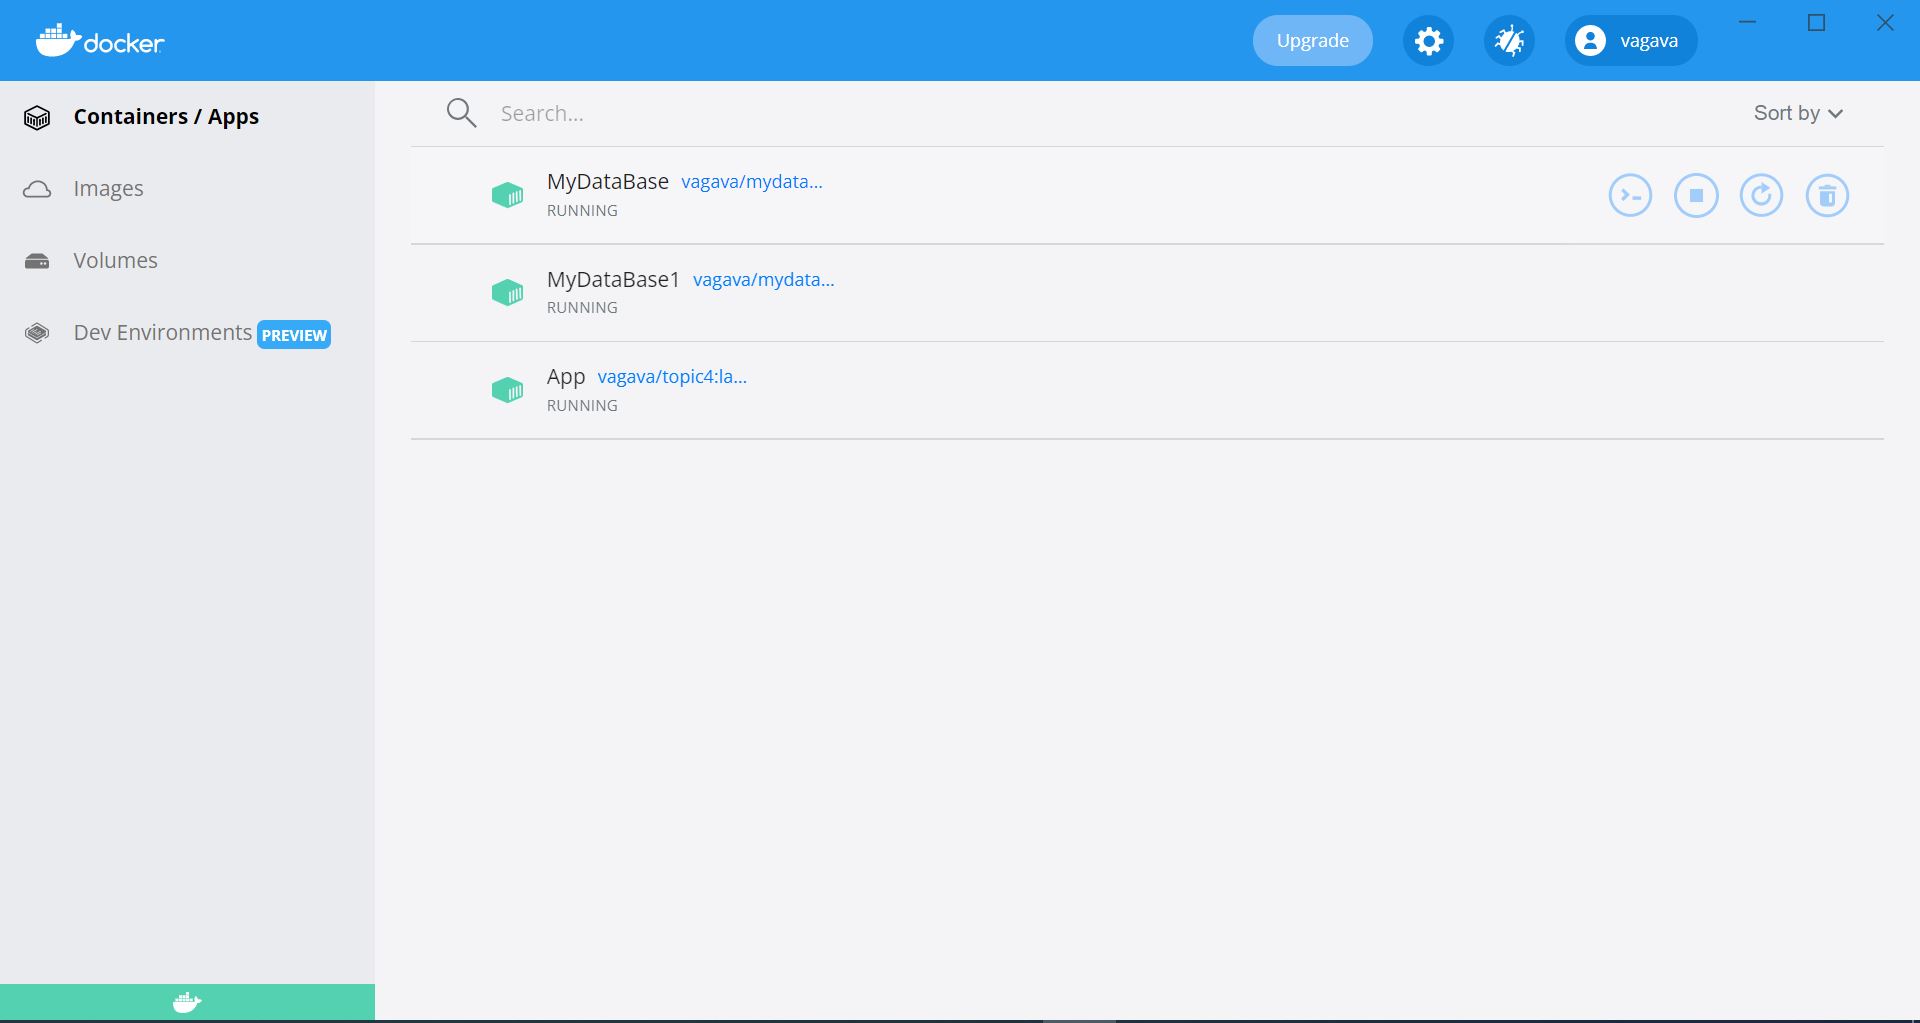 docker
Upgrade
vagava
Containers / Apps
Images
Volumes
Dev Environments PREVIEW
Search...
Sort by
MyDataBase vagava/mydata...
RUNNING
MyDataBase1 vagava/mydata...
RUNNING
App vagava/topic4:la...
RUNNING